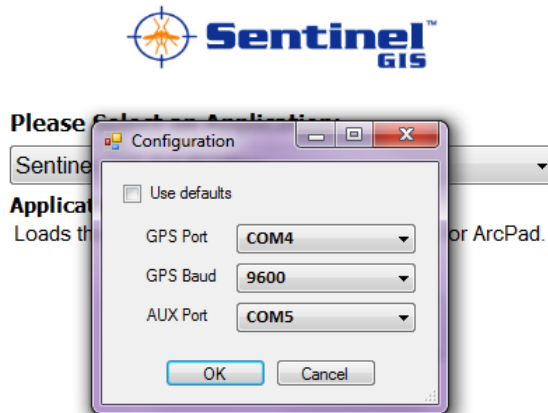 Sentinel™
GIS
Please
Configuration
Sentine
Use defaults
Applicat
GPS Port COM4
Loads th
or ArcPad.
GPS Baud 9600
AUX Port COM5
OK Cancel